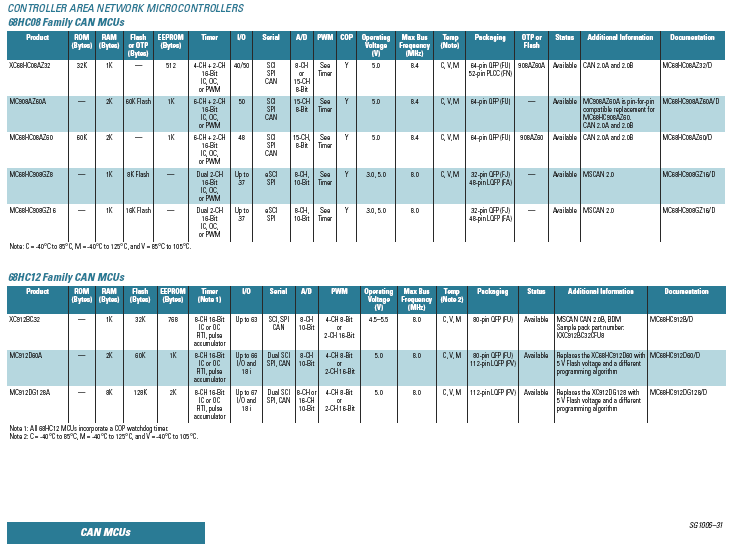 CONTROLLER AREA NETWORK MICROCONTROLLERS
68HC08 Family CAN MCUs
Product ROM (Bytes) RAM (Bytes) Flash or OTP (Bytes) EEPROM (Bytes) Timer I/O Serial A/D PWM COP Operating Voltage (V) Max Bus Frequency (MHz) Temp (Note) Packaging OTP or Flash Status Additional Information Documentation
XC68HC08AZ32 32K 1K — 512 4-CH + 2-CH 16-Bit IC, OC, or PWM 40/50 SCI SPI CAN 8-CH or 15-CH 8-Bit See Timer Y 5.0 8.4 C, V, M 64-pin QFP (FU) 52-pin PLCC (FN) 908AZ60A Available CAN 2.0A and 2.0B MC68HC08AZ32/D
MC908AZ60A — 2K 60K Flash 1K 6-CH + 2-CH 16-Bit IC, OC, or PWM 50 SCI SPI CAN 15-CH 8-Bit See Timer Y 5.0 8.4 C, V, M 64-pin QFP (FU) — Available MC908AZ60A is pin-for-pin compatible replacement for MC68HC908AZ60. CAN 2.0A and 2.0B MC68HC908AZ60A/D
MC68HC08AZ60 60K 2K — 1K 6-CH + 2-CH 16-Bit IC, OC, or PWM 48 SCI SPI CAN 15-CH, 8-Bit See Timer Y 5.0 8.4 C, V, M 64-pin QFP (FU) 908AZ60 Available CAN 2.0A and 2.0B MC68HC08AZ60/D
MC68HC908GZ8 — 1K 8K Flash — Dual 2-CH 16-Bit IC, OC, or PWM Up to 37 eSCI SPI 8-CH, 10-Bit See Timer Y 3.0, 5.0 8.0 C, V, M 32-pin QFP (FJ) 48-pin LQFP (FA) — Available MSCAN 2.0 MC68HC908GZ16/D
MC68HC908GZ16 — 1K 16K Flash — Dual 2-CH 16-Bit IC, OC, or PWM Up to 37 eSCI SPI 8-CH, 10-Bit See Timer Y 3.0, 5.0 8.0 32-pin QFP (FJ) 48-pin LQFP (FA) — Available MSCAN 2.0 MC68HC908GZ16/D
Note: C = -40°C to 85°C, M = -40°C to 125°C, and V = 85°C to 105°C.
68HC12 Family CAN MCUs
Product ROM (Bytes) RAM (Bytes) Flash (Bytes) EEPROM (Bytes) Timer (Note 1) I/O Serial A/D PWM Operating Voltage (V) Max Bus Frequency (MHz) Temp (Note 2) Packaging Status Additional Information Documentation
XC912BC32 — 1K 32K 768 8-CH 16-Bit IC or OC RTI, pulse accumulator Up to 63 SCI, SPI, CAN 8-CH 10-Bit 4-CH 8-Bit or 2-CH 16-Bit 4.5–5.5 8.0 C, V, M 80-pin QFP (FU) Available MSCAN CAN 2.0B, BDM Sample pack part number: KXC912BC32CFU8 MC68HC912B/D
MC912D60A — 2K 60K 1K 8-CH 16-Bit IC or OC RTI, pulse accumulator Up to 66 I/O and 18 i Dual SCI SPI, CAN 8-CH 10-Bit 4-CH 8-Bit or 2-CH 16-Bit 5.0 8.0 C, V, M 80-pin QFP (FU) 112-pin LQFP (PV) Available Replaces the XC68HC912D60 with 5 V Flash voltage and a different programming algorithm MC68HC912D60/D
MC912DG128A — 8K 128K 2K 8-CH 16-Bit IC or OC RTI, pulse accumulator Up to 67 I/O and 18 i Dual SCI SPI, CAN 8-CH or 16-CH 10-Bit 4-CH 8-Bit or 2-CH 16-Bit 5.0 8.0 C, V, M 112-pin LQFP (PV) Available Replaces the XC912DG128 with 5 V Flash voltage and a different programming algorithm MC68HC912DG128/D
Note 1: All 68HC12 MCUs incorporate a COP watchdog timer.
Note 2: C = -40°C to 85°C, M = -40°C to 125°C, and V = -40°C to 105°C.
CAN MCUs
SG1006–31